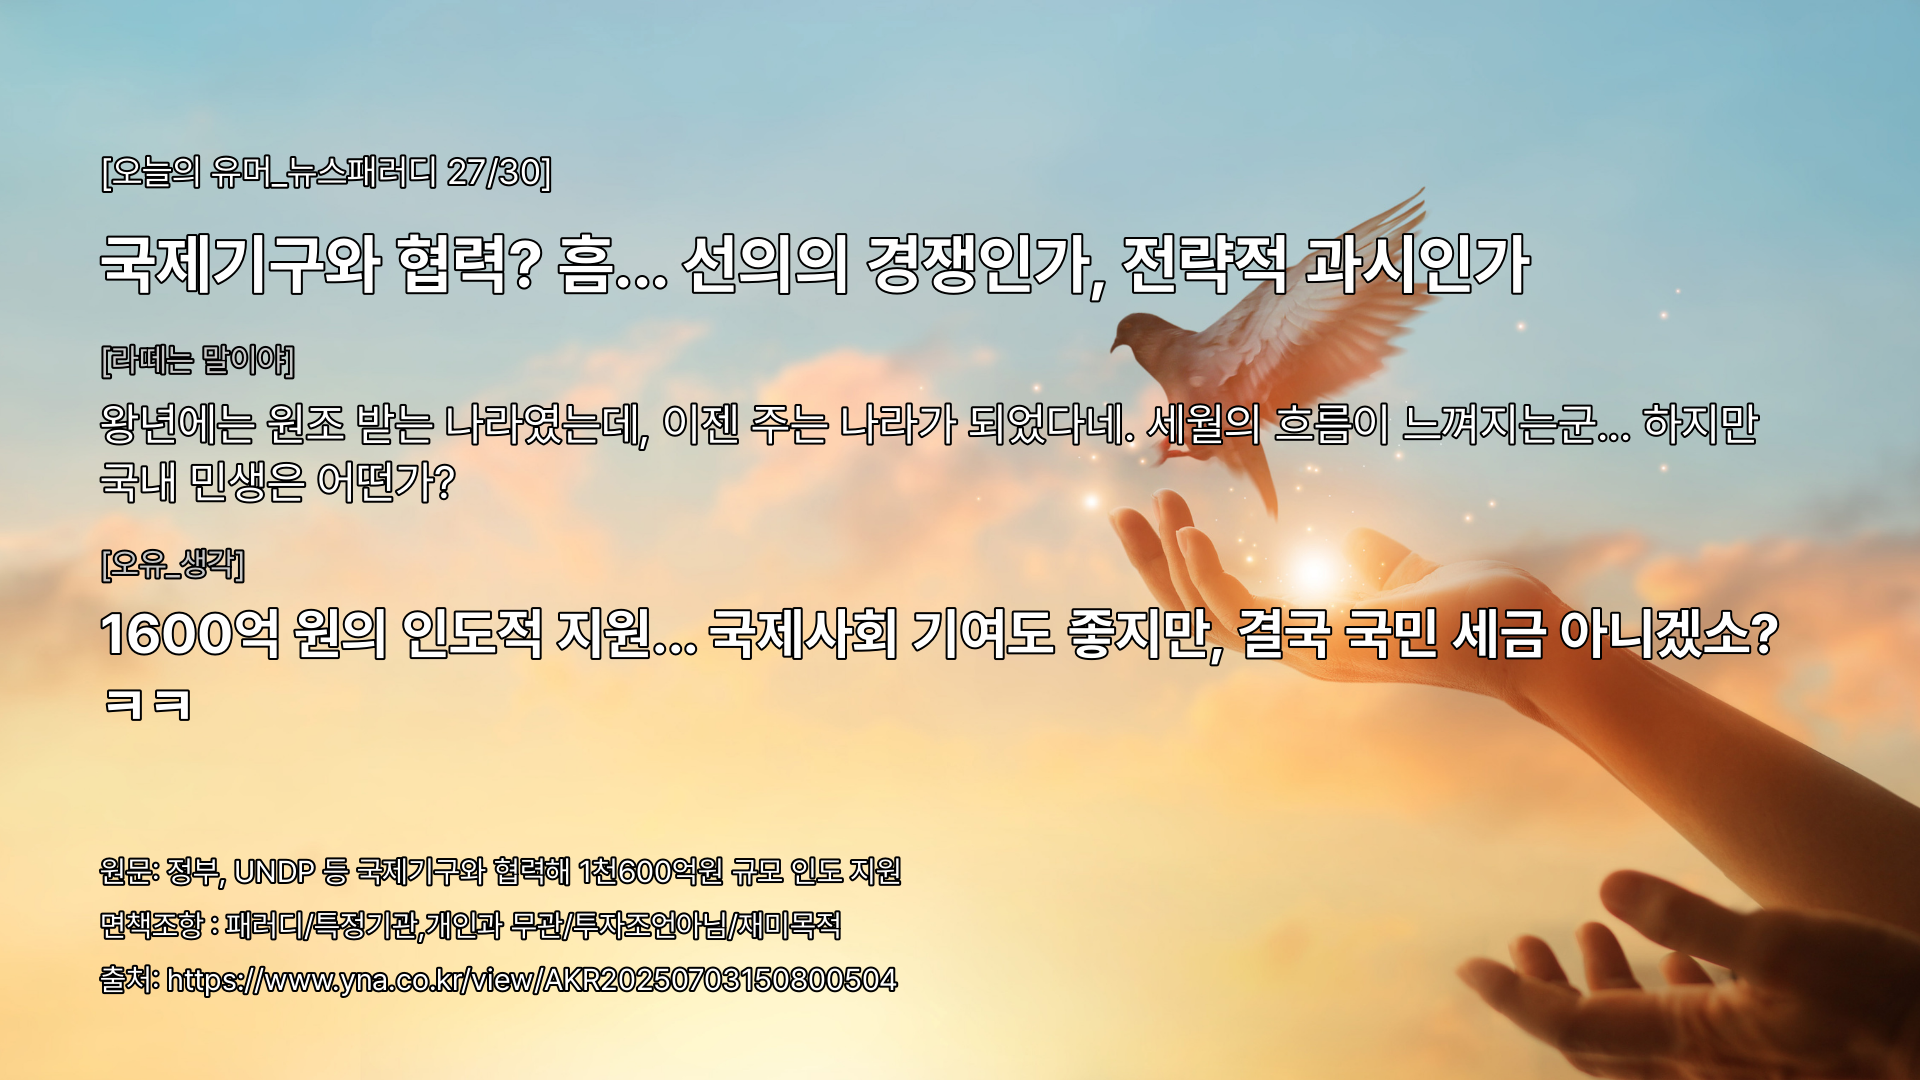 [오늘의 유머_뉴스패러디 27/30]
국제기구와 협력? 흠... 선의의 경쟁인가, 전략적 과시인가
[라떼는 말이야]
왕년에는 원조 받는 나라였는데, 이젠 주는 나라가 되었다네. 세월의 흐름이 느껴지는군... 하지만
국내 민생은 어떤가?
[오유_생각]
1600억 원의 인도적 지원... 국제사회 기여도 좋지만, 결국 국민 세금 아니겠소?
ㅋㅋ
원문: 정부, UNDP 등 국제기구와 협력해 1천600억원 규모 인도 지원
면책조항 : 패러디/특정기관,개인과 무관/투자조언아님/재미목적
출처: https://www.yna.co.kr/view/AKR20250703150800504